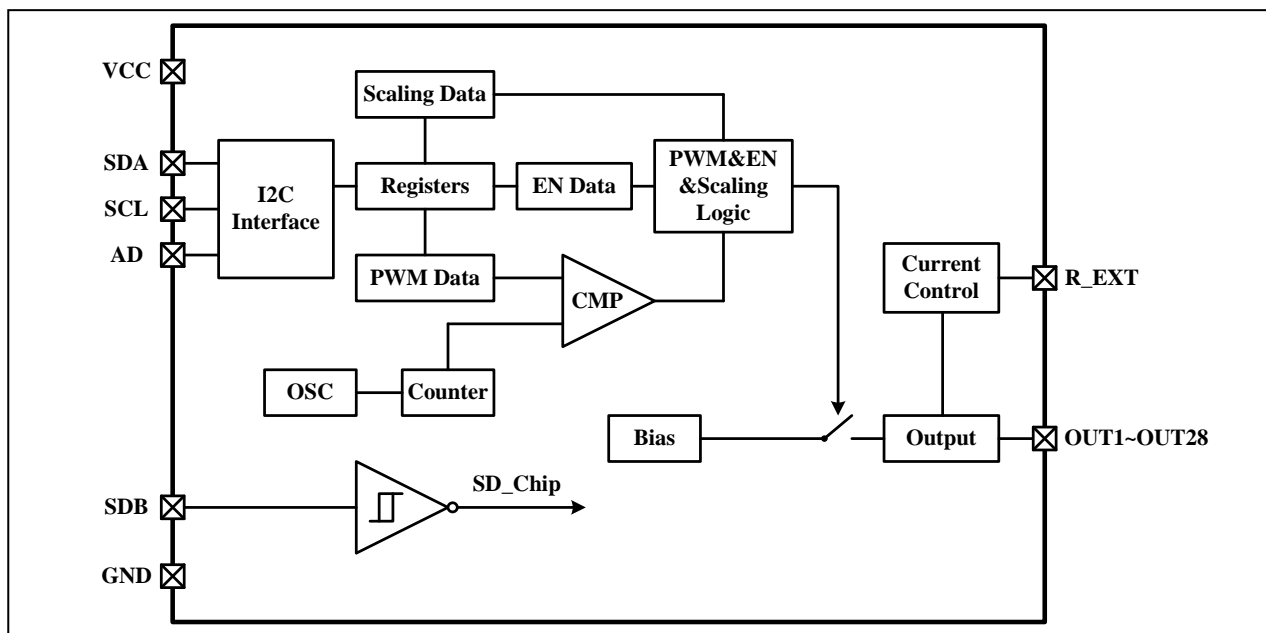 VCC
Scaling Data
SDA
SCL
AD
I2C
Interface
Registers
EN Data
PWM&EN
&Scaling
Logic
PWM Data
CMP
Current
Control
R_EXT
OSC
Counter
Bias
Output
OUT1~OUT28
SDB
SD_Chip
GND